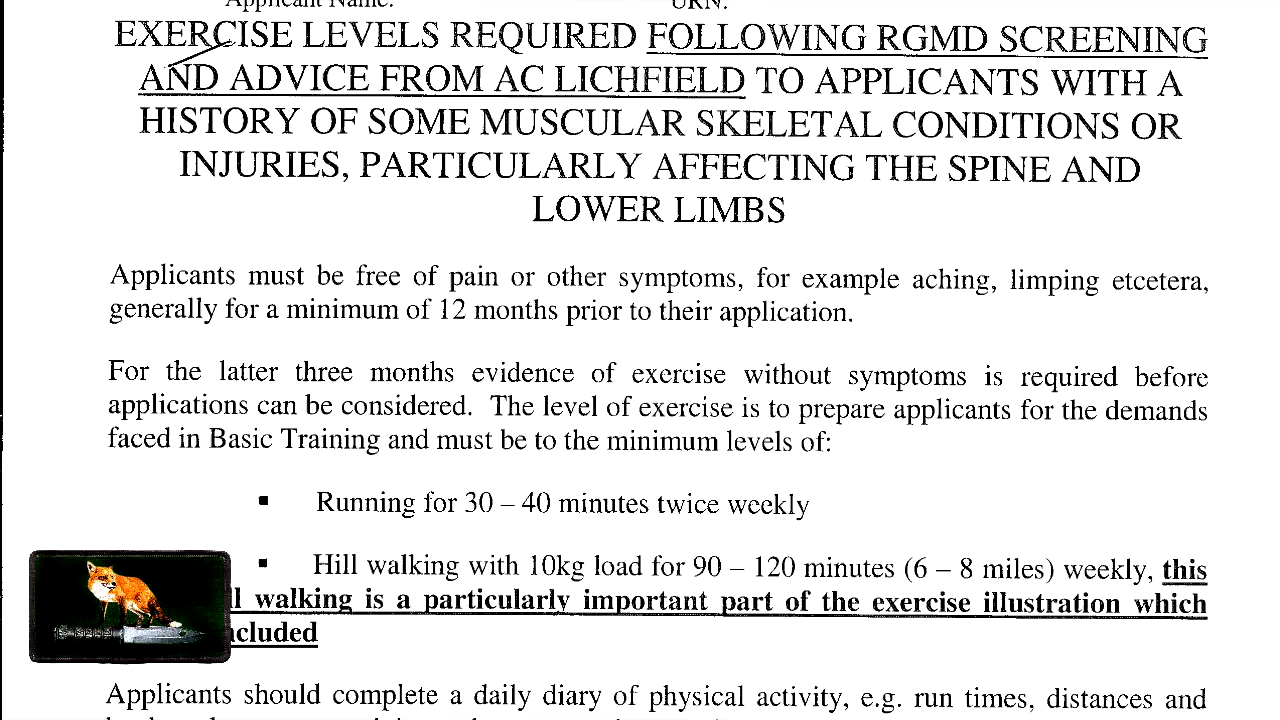 Applicant Name: URN:
EXERCISE LEVELS REQUIRED FOLLOWING RGMD SCREENING
AND ADVICE FROM AC LICHFIELD TO APPLICANTS WITH A
HISTORY OF SOME MUSCULAR SKELETAL CONDITIONS OR
INJURIES, PARTICULARLY AFFECTING THE SPINE AND
LOWER LIMBS
Applicants must be free of pain or other symptoms, for example aching, limping etcetera,
generally for a minimum of 12 months prior to their application.
For the latter three months evidence of exercise without symptoms is required before
applications can be considered. The level of exercise is to prepare applicants for the demands
faced in Basic Training and must be to the minimum levels of:
▪ Running for 30 – 40 minutes twice weekly
▪ Hill walking with 10kg load for 90 – 120 minutes (6 – 8 miles) weekly, this
walking is a particularly important part of the exercise illustration which
Applicants should complete a daily diary of physical activity, e.g. run times, distances and